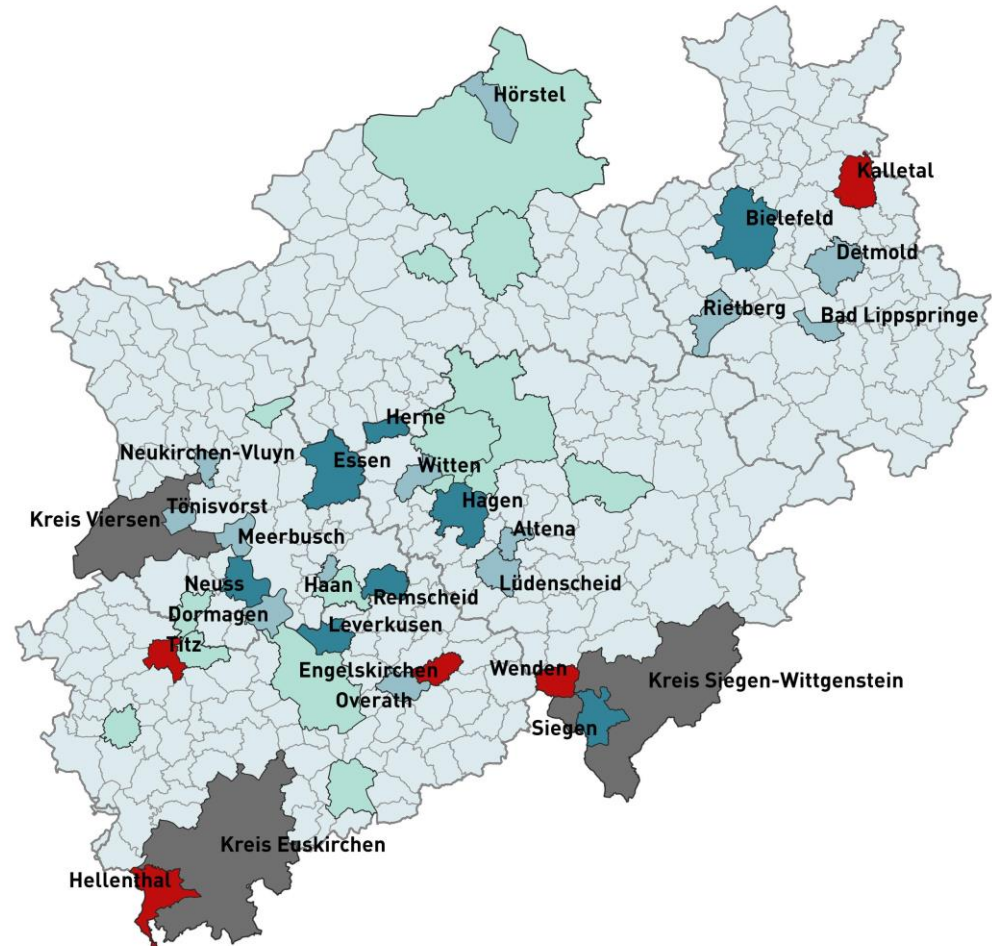 Hörstel
Kalletal
Bielefeld
Detmold
Rietberg
Bad Lippspringe
Herne
Neukirchen-Vluyn
Essen
Witten
Hagen
Tönisvorst
Kreis Viersen
Altena
Meerbusch
Neuss
Haan
Lüdenscheid
Remscheid
Dormagen
Leverkusen
Titz
Engelskirchen
Wenden
Kreis Siegen-Wittgenstein
Overath
Siegen
Kreis Euskirchen
Hellenthal